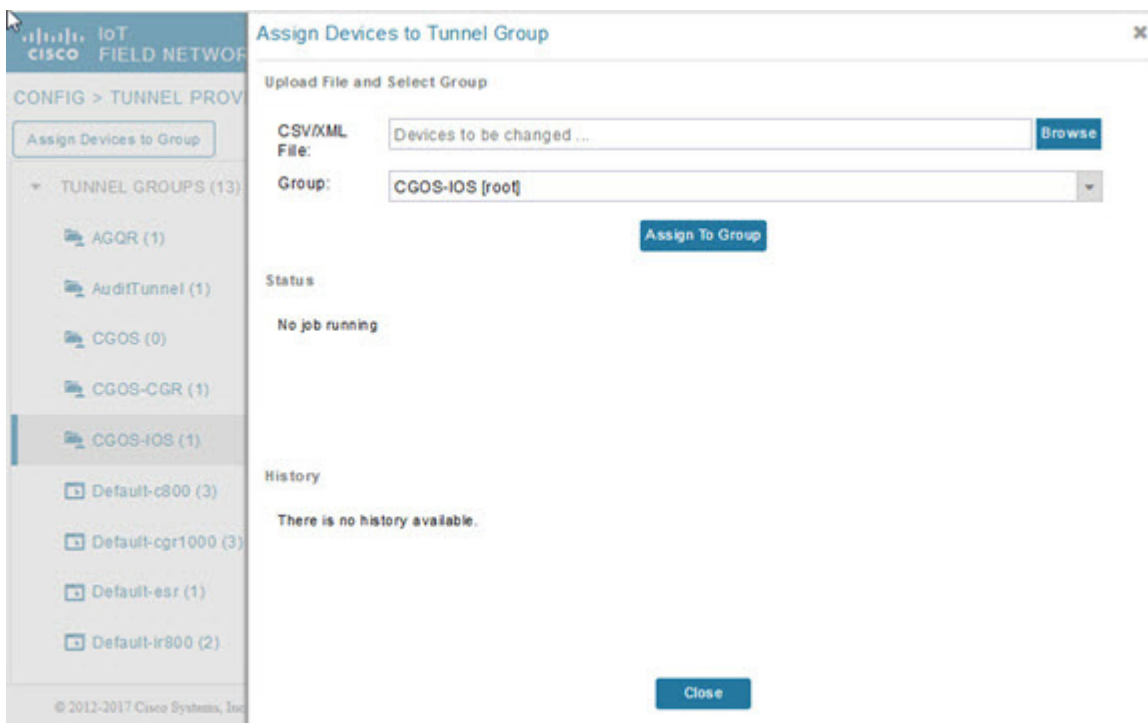 IoT
CISCO FIELD NETWOR
CONFIG > TUNNEL PROV
Assign Devices to Group
TUNNEL GROUPS (13)
AGQR (1)
AuditTunnel (1)
CGOS (0)
CGOS-CGR (1)
CGOS-IOS (1)
Default-c800 (3)
Default-cgr1000 (3)
Default-esr (1)
Default-ir800 (2)
© 2012-2017 Cisco Systems, Inc
Assign Devices to Tunnel Group
Upload File and Select Group
CSV/XML
File:
Devices to be changed ...
Browse
Group:
CGOS-IOS [root]
Assign To Group
Status
No job running
History
There is no history available.
Close